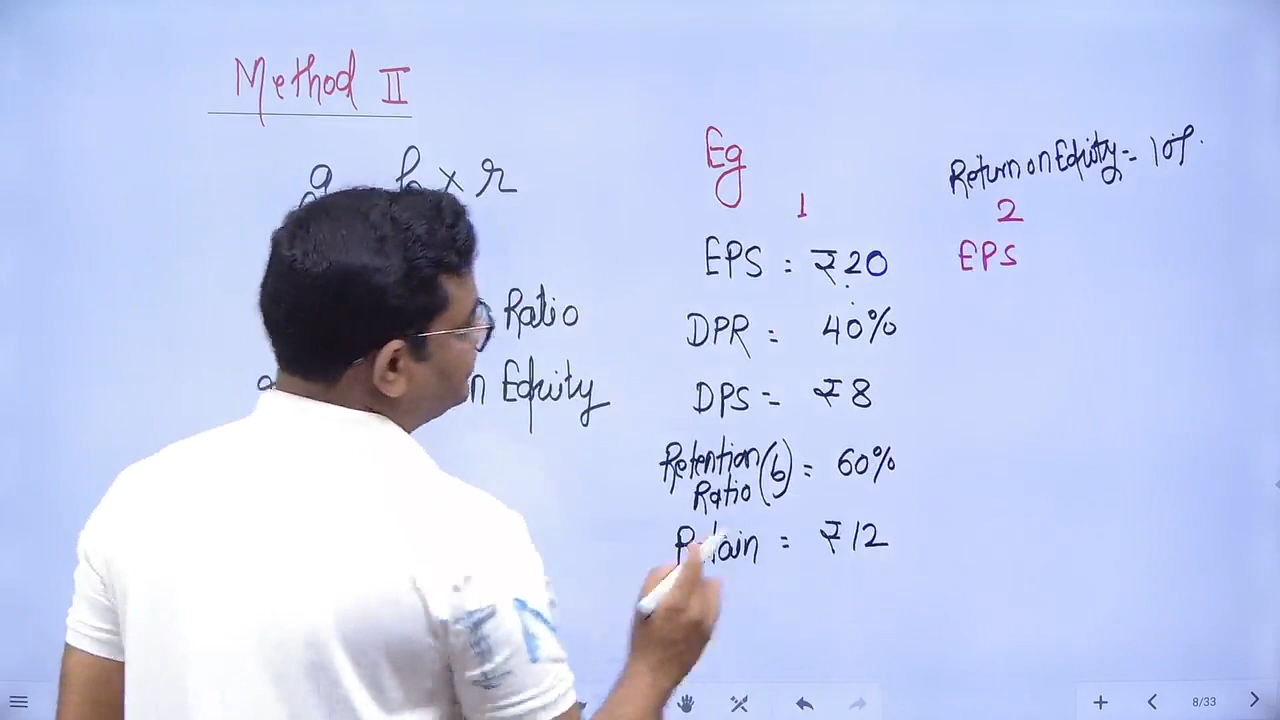 Method II
g b x r
Ratio
n Equity
Eg
1
EPS : ₹20
DPR = 40%
DPS = ₹8
Retention Ratio (b) = 60%
Retain = ₹12
Return on Equity = 10%.
2
EPS
8/33